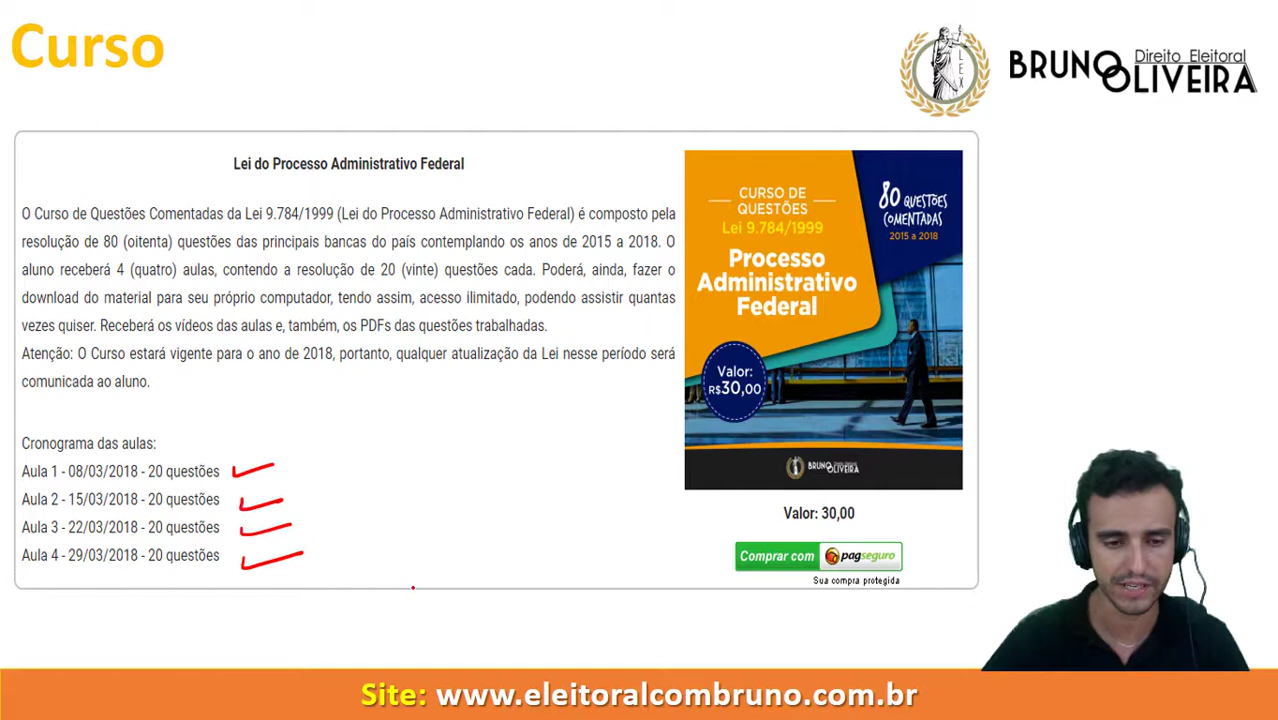 Curso
LEX
BRUNO OLIVEIRA
Direito Eleitoral
Lei do Processo Administrativo Federal
O Curso de Questões Comentadas da Lei 9.784/1999 (Lei do Processo Administrativo Federal) é composto pela
resolução de 80 (oitenta) questões das principais bancas do país contemplando os anos de 2015 a 2018. O
aluno receberá 4 (quatro) aulas, contendo a resolução de 20 (vinte) questões cada. Poderá, ainda, fazer o
download do material para seu próprio computador, tendo assim, acesso ilimitado, podendo assistir quantas
vezes quiser. Receberá os vídeos das aulas e, também, os PDFs das questões trabalhadas.
Atenção: O Curso estará vigente para o ano de 2018, portanto, qualquer atualização da Lei nesse período será
comunicada ao aluno.
Cronograma das aulas:
Aula 1 - 08/03/2018 - 20 questões
Aula 2 - 15/03/2018 - 20 questões
Aula 3 - 22/03/2018 - 20 questões
Aula 4 - 29/03/2018 - 20 questões
CURSO DE
QUESTÕES
Lei 9.784/1999
Processo
Administrativo
Federal
80 QUESTÕES
COMENTADAS
2015 a 2018
Valor:
R$30,00
BRUNO OLIVEIRA
Valor: 30,00
Comprar com pagseguro
Sua compra protegida
Site: www.eleitoralcombruno.com.br